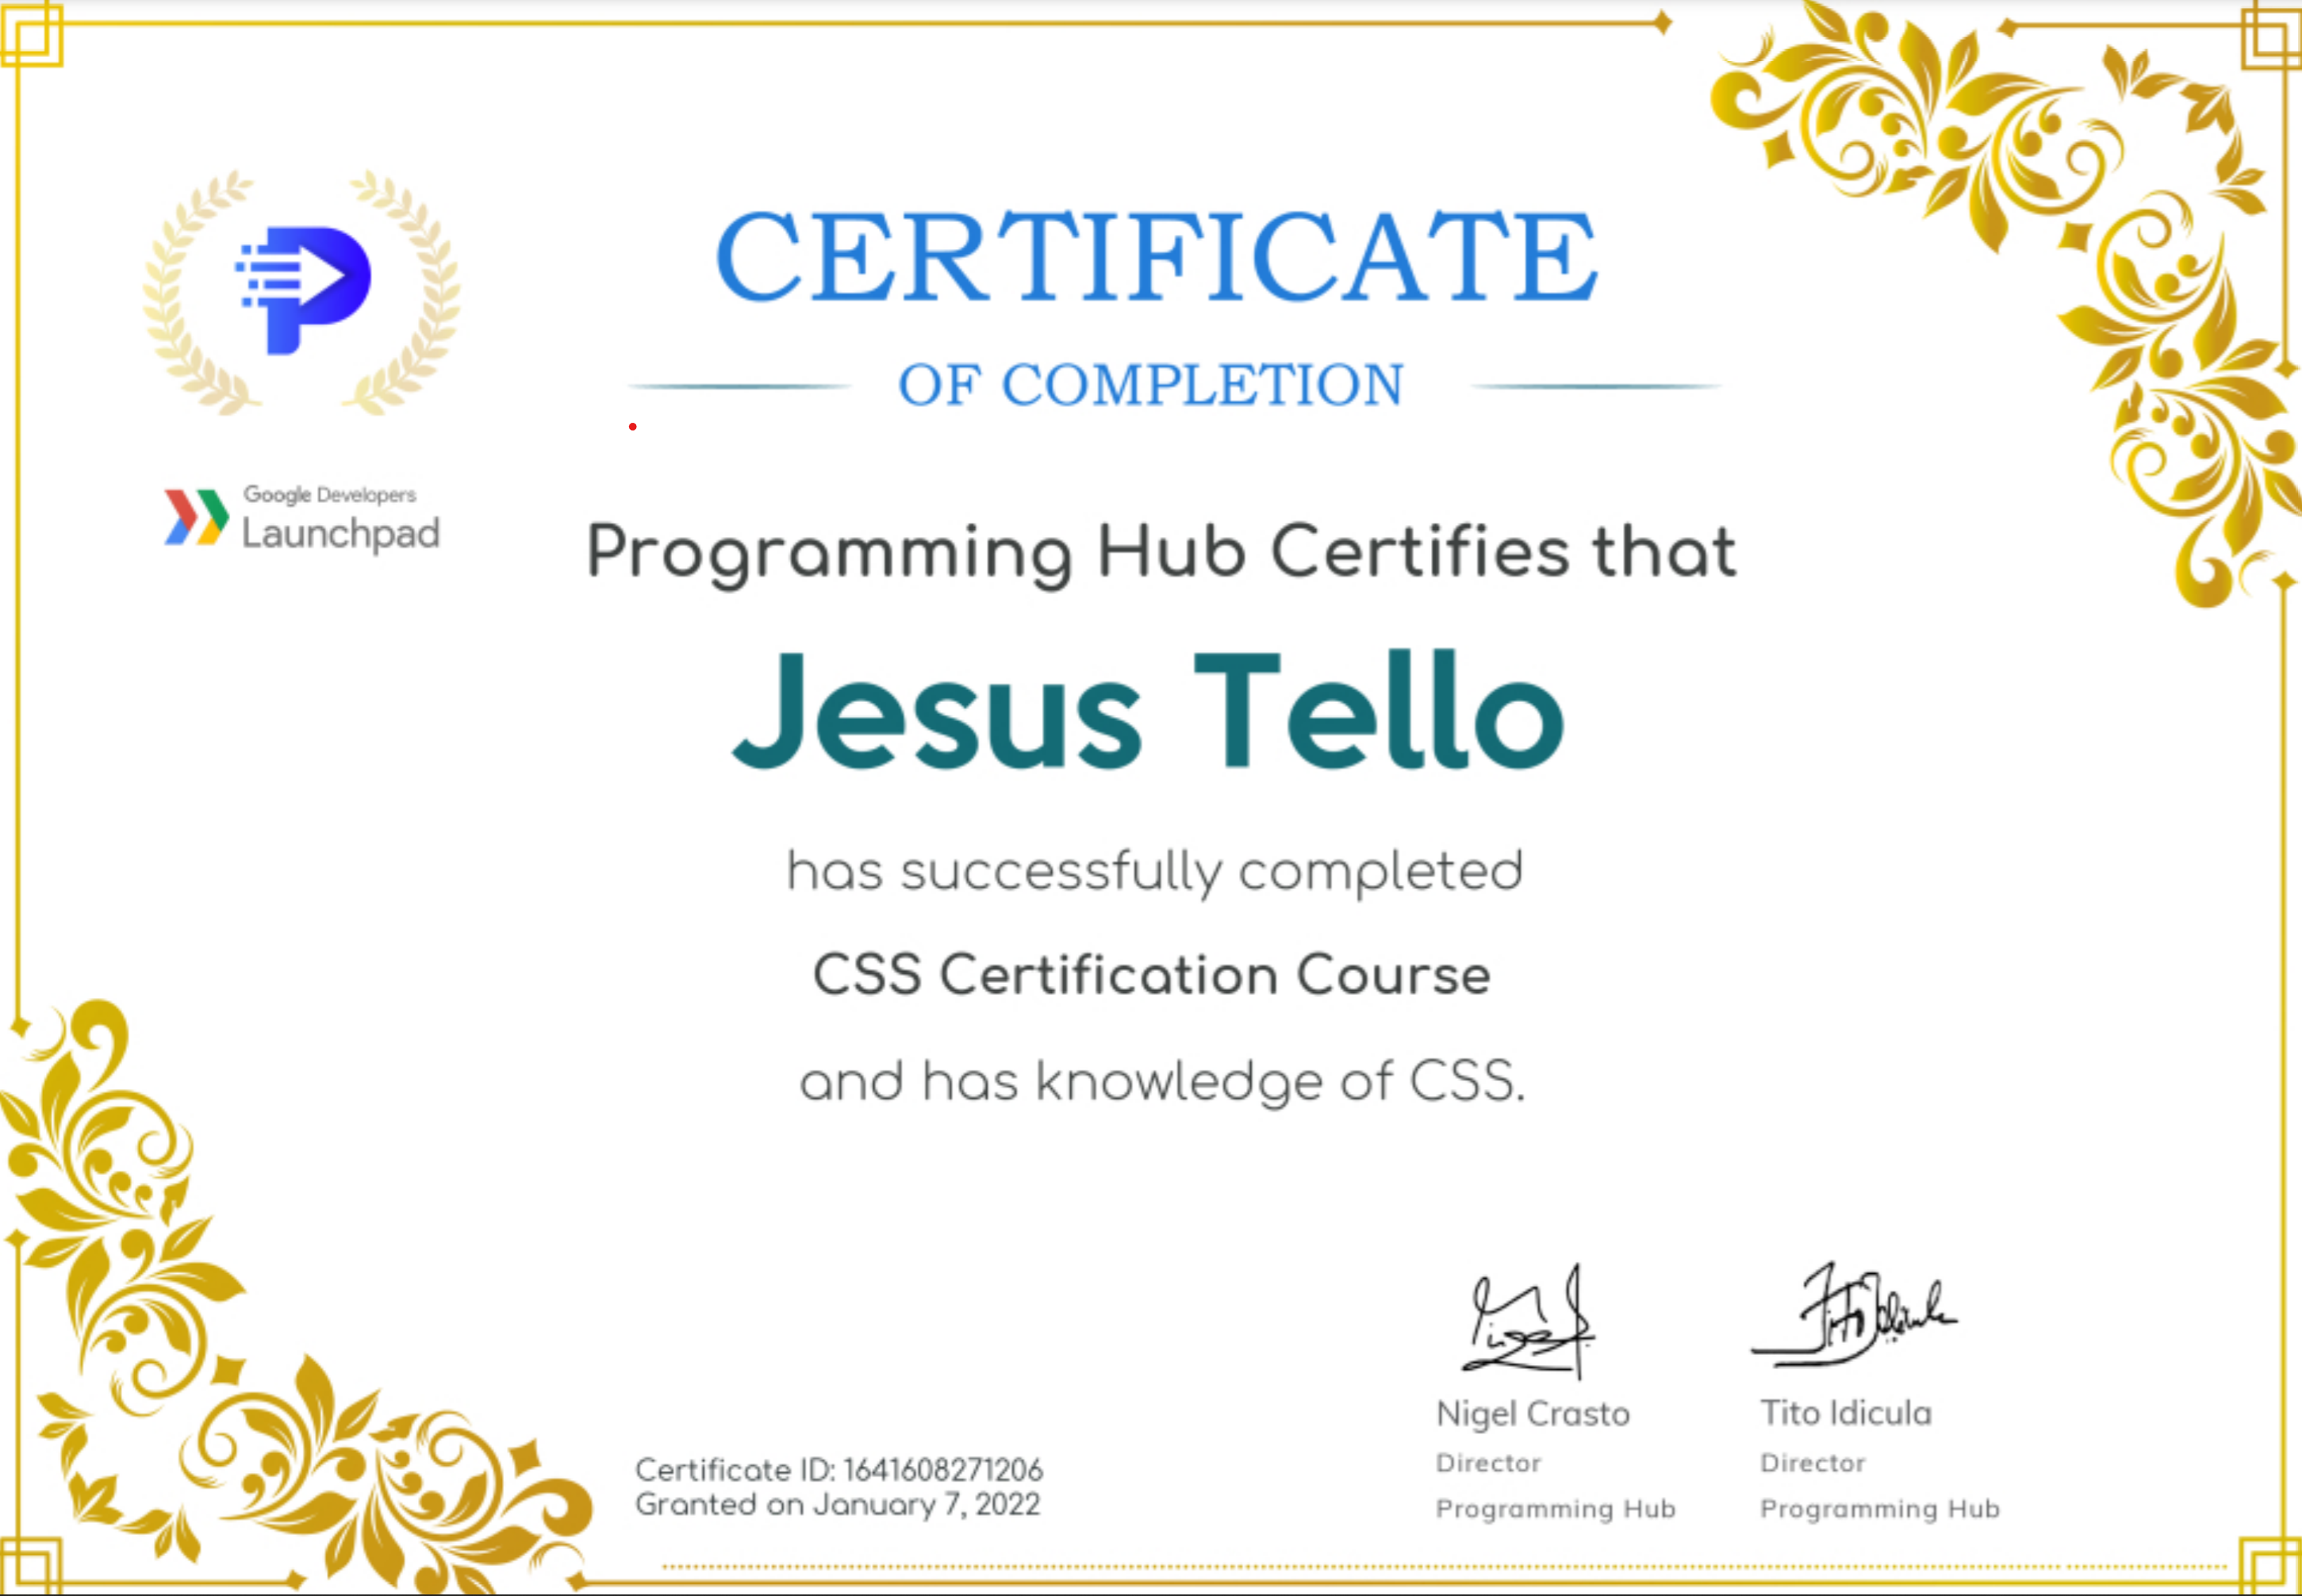 CERTIFICATE
OF COMPLETION
Google Developers
Launchpad
Programming Hub Certifies that
Jesus Tello
has successfully completed
CSS Certification Course
and has knowledge of CSS.
Nigel Crasto
Director
Programming Hub
Tito Idicula
Director
Programming Hub
Certificate ID: 1641608271206
Granted on January 7, 2022